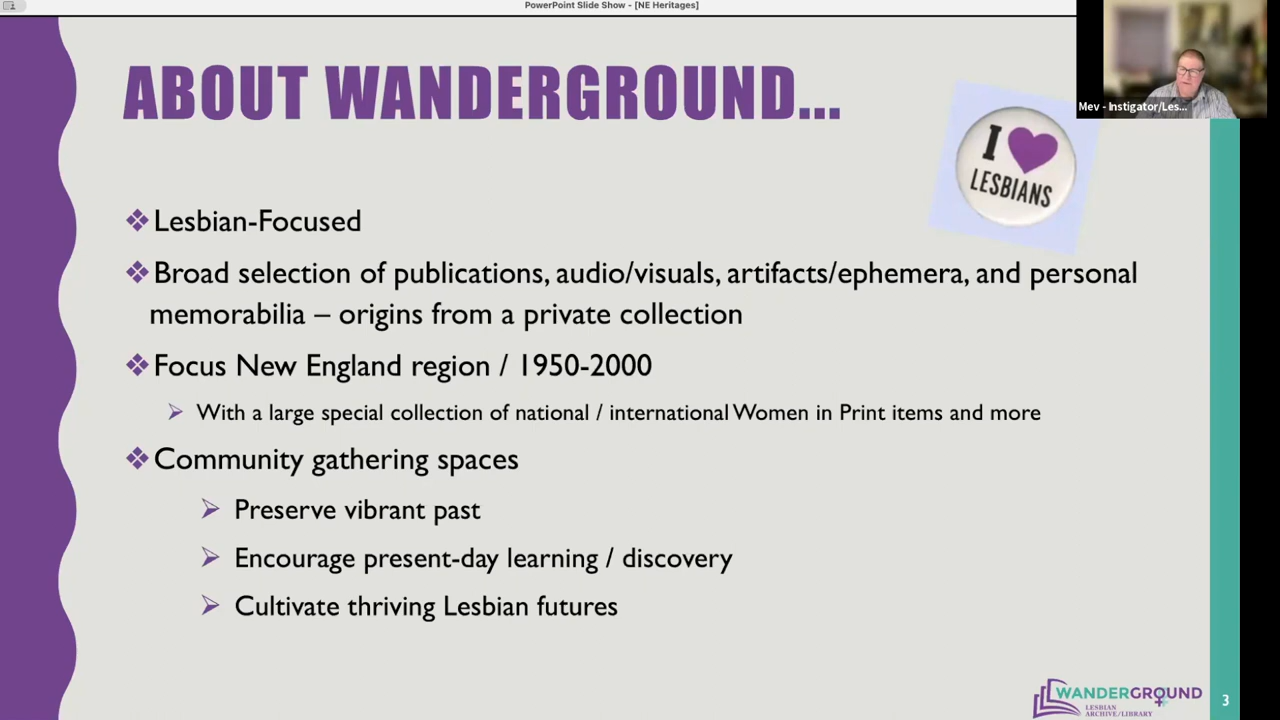 PowerPoint Slide Show - [NE Heritages]
ABOUT WANDERGROUND...
Mev - Instigator/Les...
I
LESBIANS
❖Lesbian-Focused
❖Broad selection of publications, audio/visuals, artifacts/ephemera, and personal
memorabilia – origins from a private collection
❖Focus New England region / 1950-2000
➢ With a large special collection of national / international Women in Print items and more
❖Community gathering spaces
➢ Preserve vibrant past
➢ Encourage present-day learning / discovery
➢ Cultivate thriving Lesbian futures
WANDERGROUND
LESBIAN
ARCHIVE/LIBRARY
3